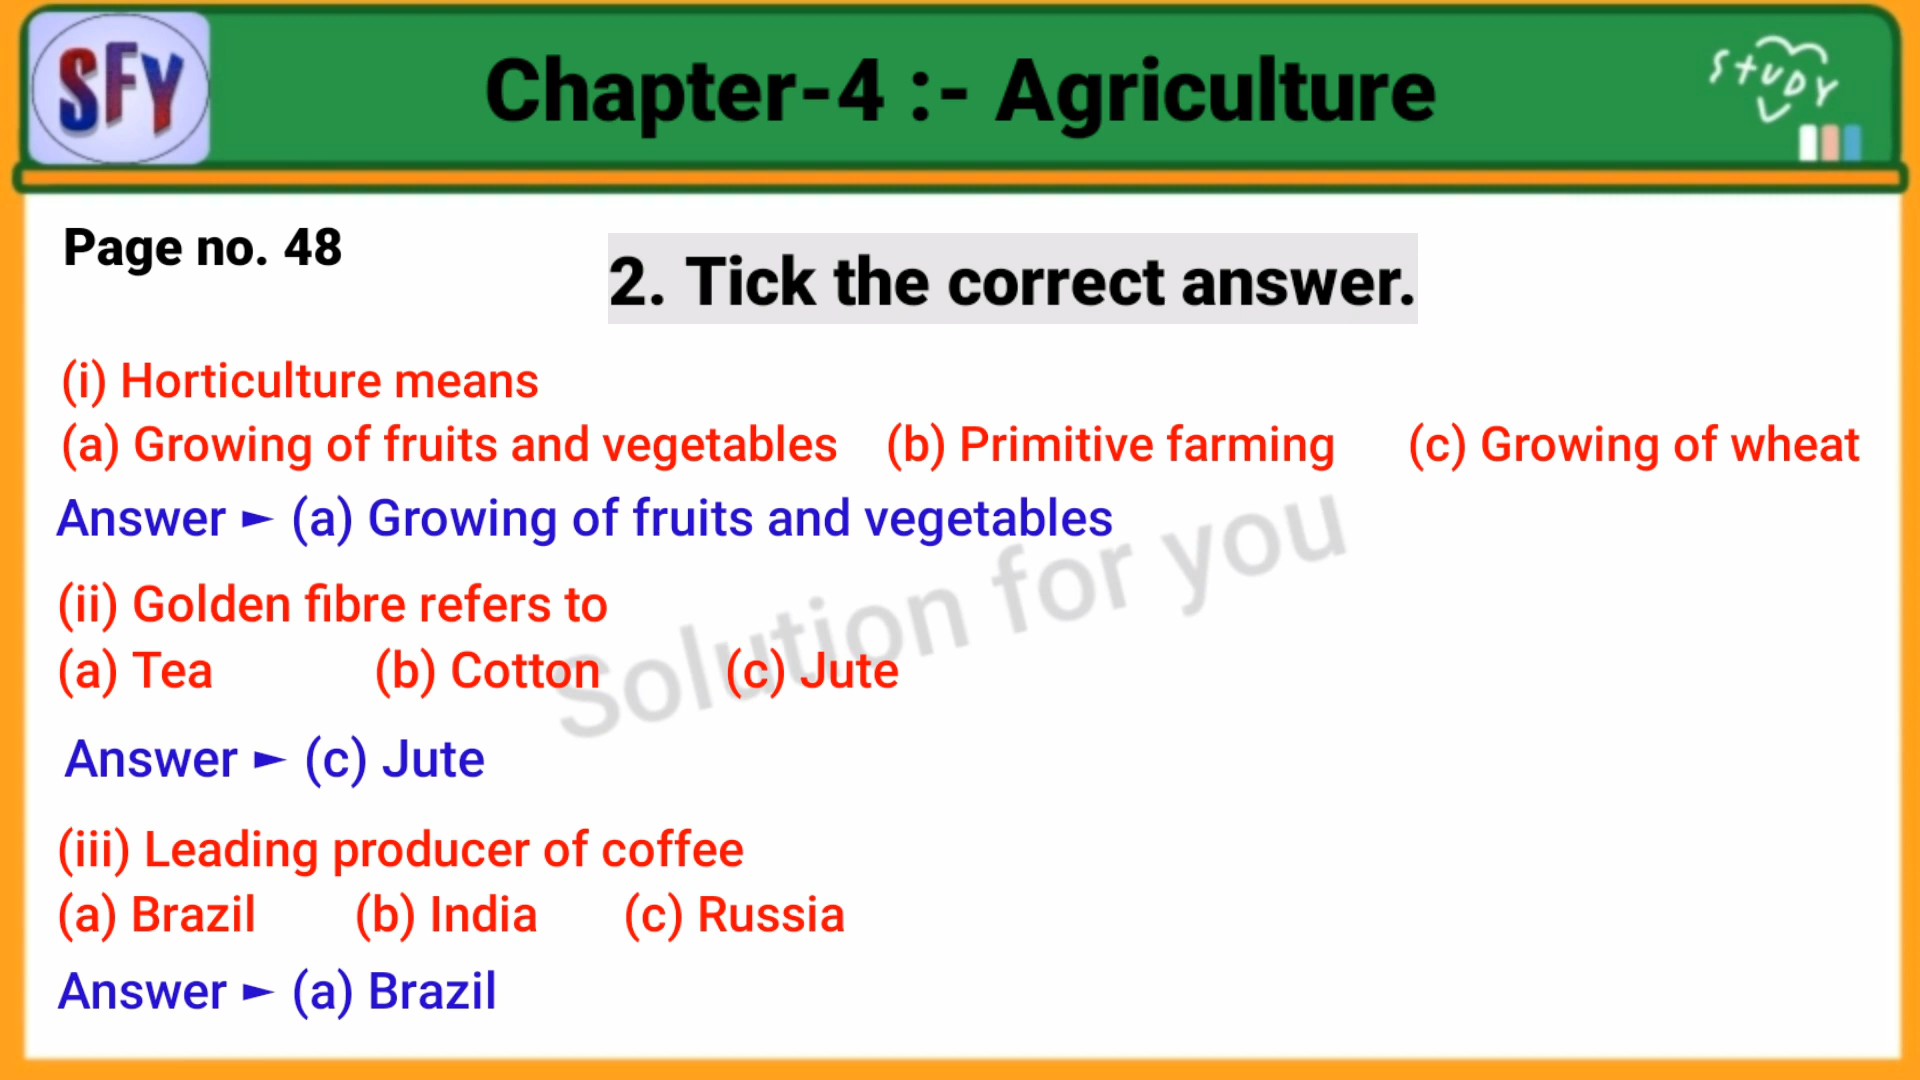 SFY
Chapter-4 :- Agriculture
STUDY
Page no. 48
2. Tick the correct answer.
(i) Horticulture means
(a) Growing of fruits and vegetables (b) Primitive farming (c) Growing of wheat
Answer ► (a) Growing of fruits and vegetables
(ii) Golden fibre refers to
(a) Tea (b) Cotton (c) Jute
Solution for you
Answer ► (c) Jute
(iii) Leading producer of coffee
(a) Brazil (b) India (c) Russia
Answer ► (a) Brazil